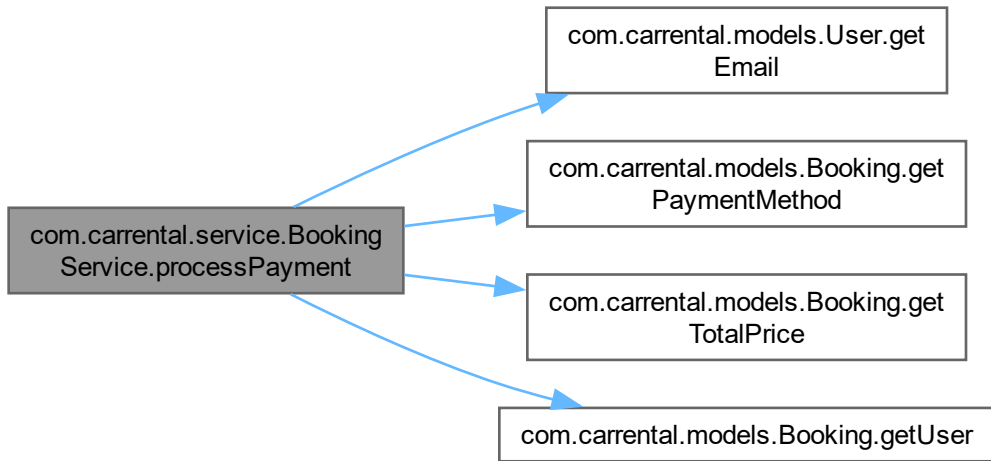 com.carrental.models.User.get
Email
com.carrental.models.Booking.get
PaymentMethod
com.carrental.service.Booking
Service.processPayment
com.carrental.models.Booking.get
TotalPrice
com.carrental.models.Booking.getUser